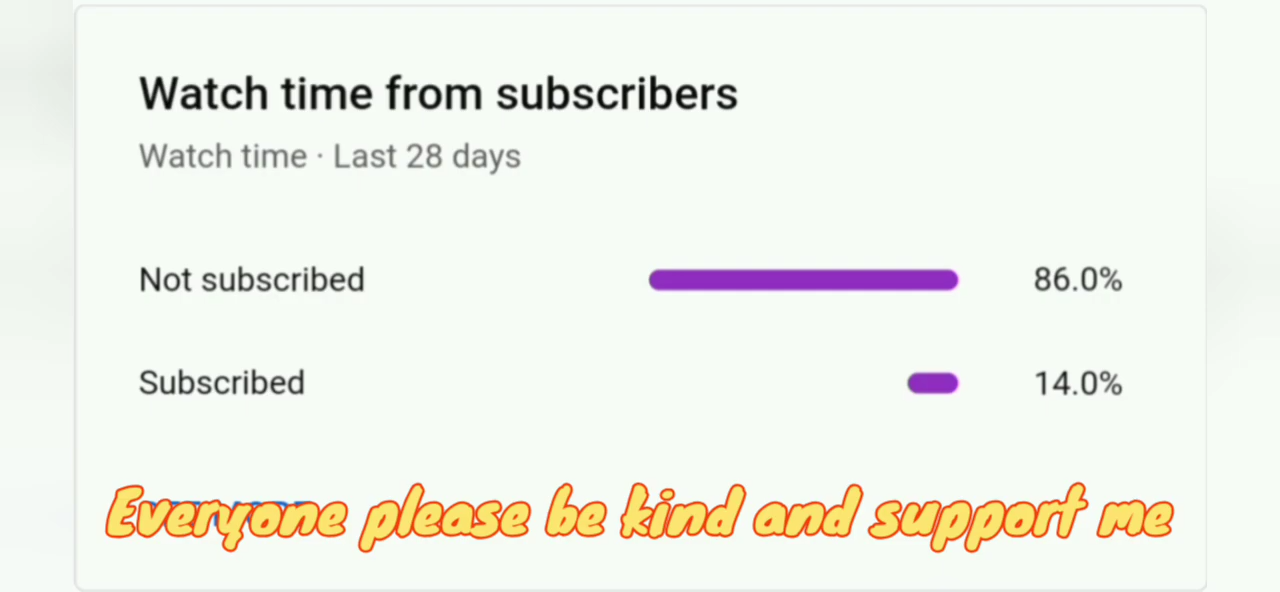 Watch time from subscribers
Watch time · Last 28 days
Not subscribed 86.0%
Subscribed 14.0%
Everyone please be kind and support me